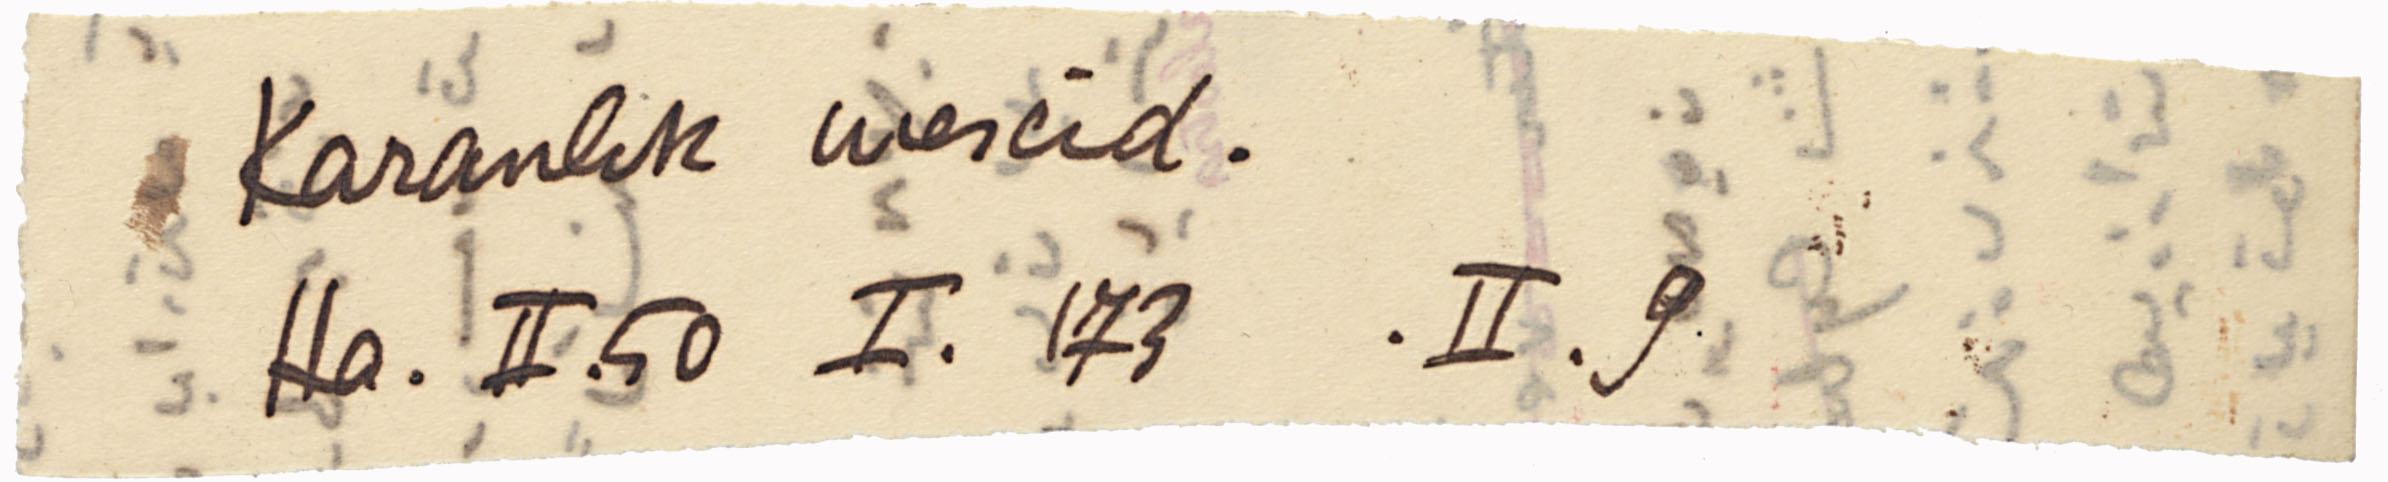 Karanlık mescid.
Ha. II.50 I. 173 . II. 9